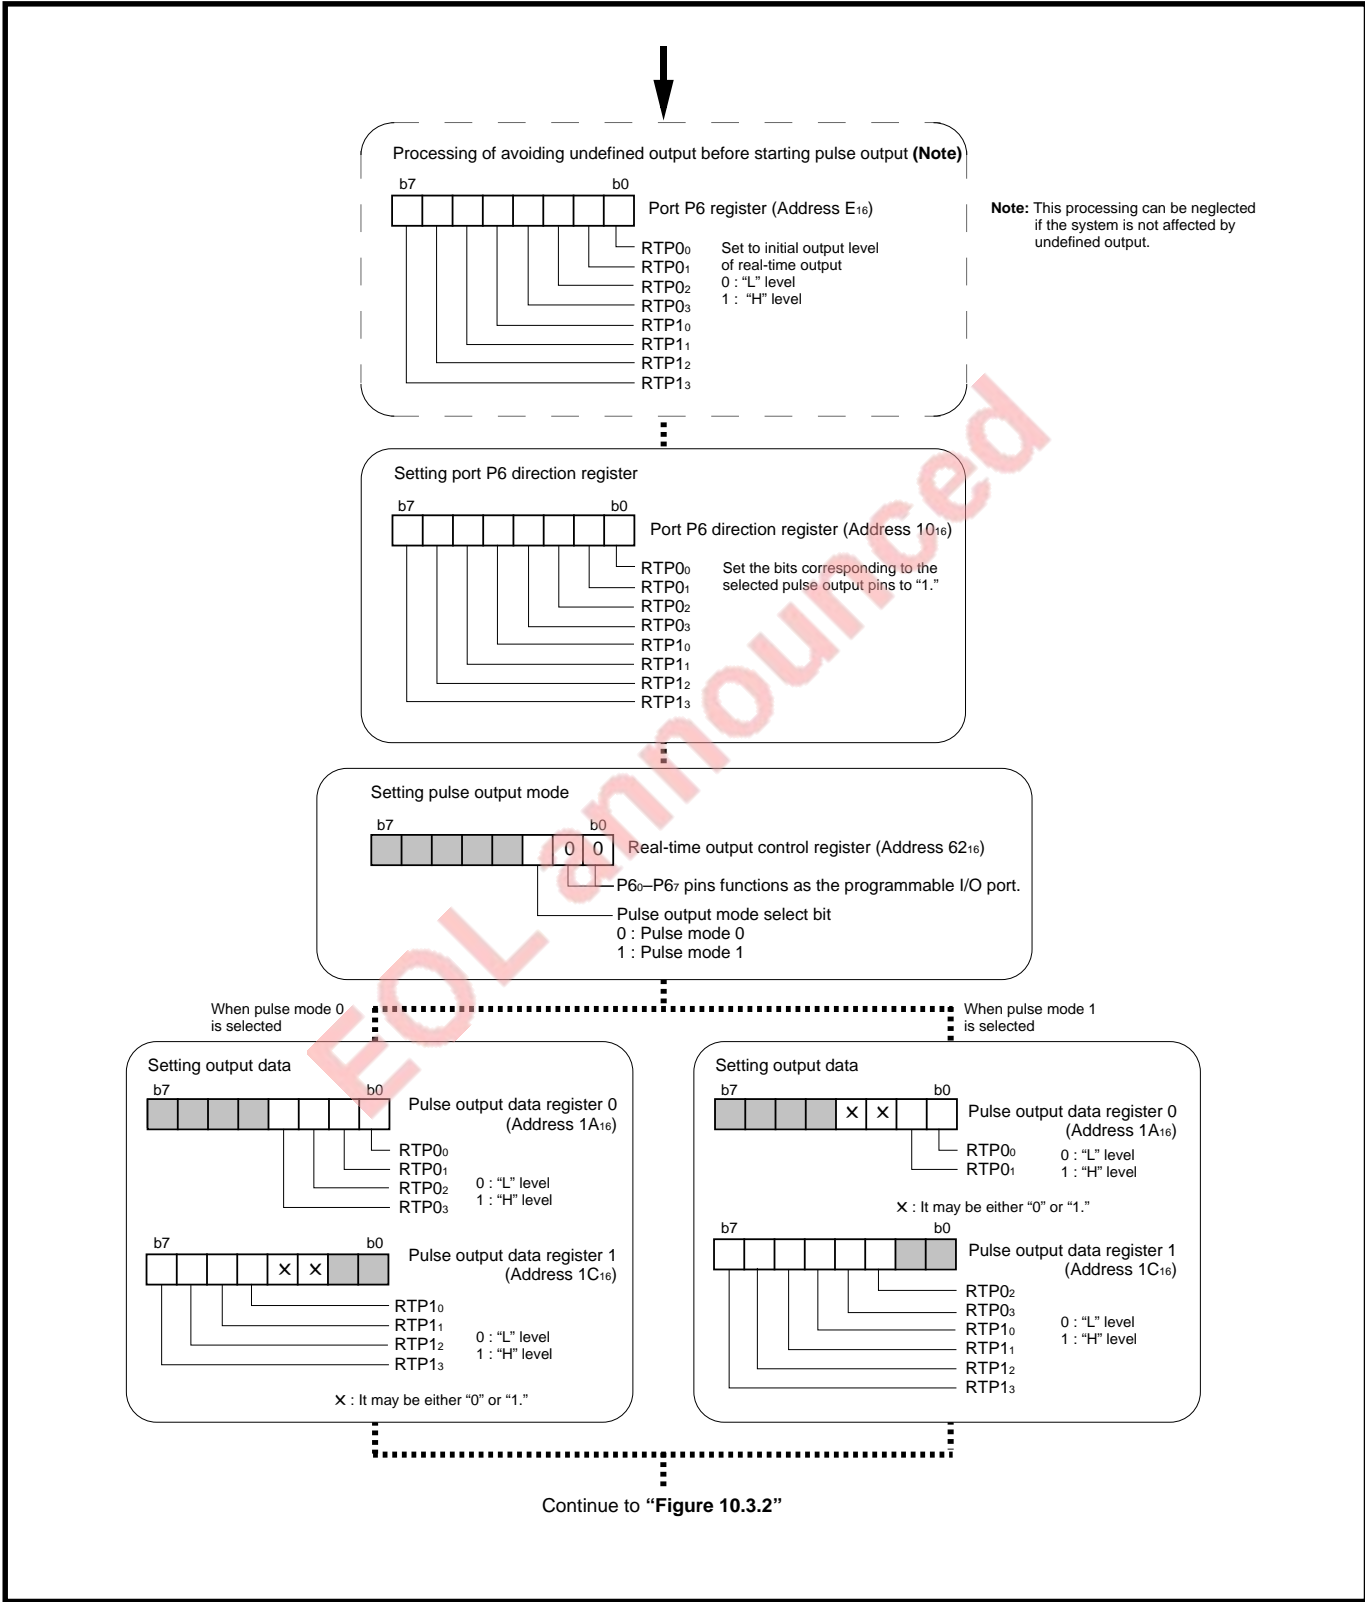 Processing of avoiding undefined output before starting pulse output (Note)
b7 b0
Port P6 register (Address E16)
Note: This processing can be neglected
if the system is not affected by
undefined output.
RTP00 Set to initial output level
RTP01 of real-time output
RTP02 0 : “L” level
RTP03 1 : “H” level
RTP10
RTP11
RTP12
RTP13
Setting port P6 direction register
b7 b0
Port P6 direction register (Address 1016)
RTP00 Set the bits corresponding to the
RTP01 selected pulse output pins to “1.”
RTP02
RTP03
RTP10
RTP11
RTP12
RTP13
Setting pulse output mode
b7 b0
0 0 Real-time output control register (Address 6216)
P60–P67 pins functions as the programmable I/O port.
Pulse output mode select bit
0 : Pulse mode 0
1 : Pulse mode 1
When pulse mode 0
is selected
Setting output data
b7 b0
Pulse output data register 0
(Address 1A16)
RTP00
RTP01
RTP02 0 : “L” level
RTP03 1 : “H” level
b7 b0
× × Pulse output data register 1
(Address 1C16)
RTP10
RTP11
RTP12 0 : “L” level
RTP13 1 : “H” level
× : It may be either “0” or “1.”
When pulse mode 1
is selected
Setting output data
b7 b0
× × Pulse output data register 0
(Address 1A16)
RTP00 0 : “L” level
RTP01 1 : “H” level
× : It may be either “0” or “1.”
b7 b0
Pulse output data register 1
(Address 1C16)
RTP02
RTP03
RTP10 0 : “L” level
RTP11 1 : “H” level
RTP12
RTP13
Continue to “Figure 10.3.2”
EOL announced